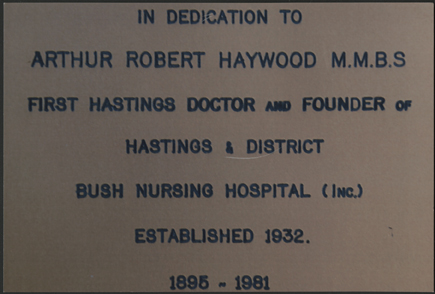 IN DEDICATION TO
ARTHUR ROBERT HAYWOOD M.M.B.S
FIRST HASTINGS DOCTOR AND FOUNDER OF
HASTINGS & DISTRICT
BUSH NURSING HOSPITAL (INC.)
ESTABLISHED 1932.
1895 - 1981